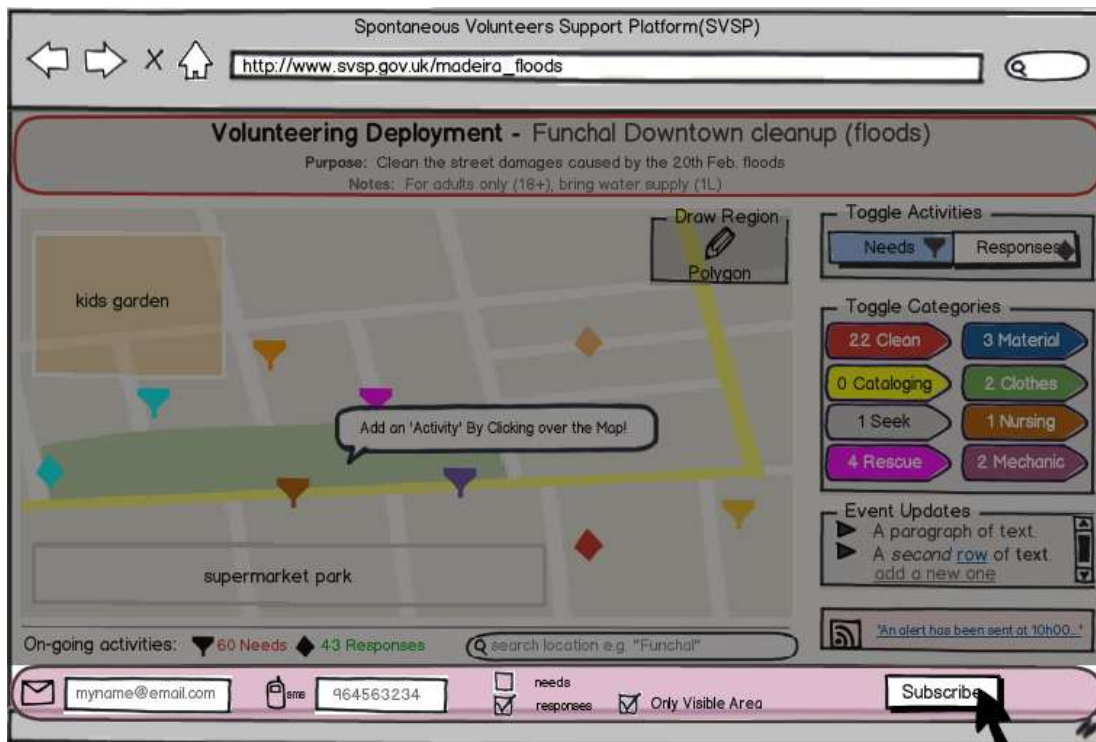 Spontaneous Volunteers Support Platform(SVSP)
http://www.svsp.gov.uk/madeira_floods
Volunteering Deployment - Funchal Downtown cleanup (floods)
Purpose: Clean the street damages caused by the 20th Feb. floods
Notes: For adults only (18+), bring water supply (1L)
Draw Region
Polygon
kids garden
Add an 'Activity' By Clicking over the Map!
supermarket park
Toggle Activities
Needs Responses
Toggle Categories
22 Clean 3 Material
0 Cataloging 2 Clothes
1 Seek 1 Nursing
4 Rescue 2 Mechanic
Event Updates
A paragraph of text.
A second row of text.
add a new one
On-going activities: 60 Needs 43 Responses search location e.g. "Funchal"
"An alert has been sent at 10h00..."
myname@email.com sms 964563234
needs
responses Only Visible Area
Subscribe